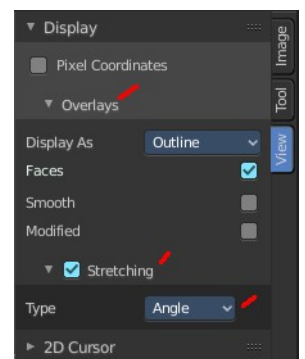 Display
Pixel Coordinates
Overlays
Display As Outline
Faces
Smooth
Modified
Stretching
Type Angle
2D Cursor
Image
Tool
View